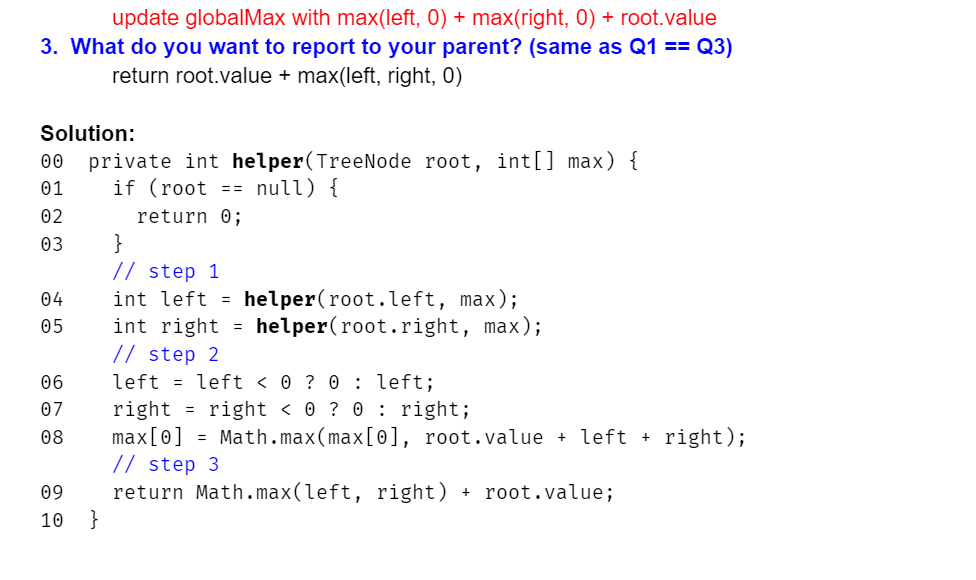 update globalMax with max(left, 0) + max(right, 0) + root.value
3. What do you want to report to your parent? (same as Q1 == Q3)
return root.value + max(left, right, 0)
Solution:
00 private int helper(TreeNode root, int[] max) {
01 if (root == null) {
02 return 0;
03 }
// step 1
04 int left = helper(root.left, max);
05 int right = helper(root.right, max);
// step 2
06 left = left < 0 ? 0 : left;
07 right = right < 0 ? 0 : right;
08 max[0] = Math.max(max[0], root.value + left + right);
// step 3
09 return Math.max(left, right) + root.value;
10 }